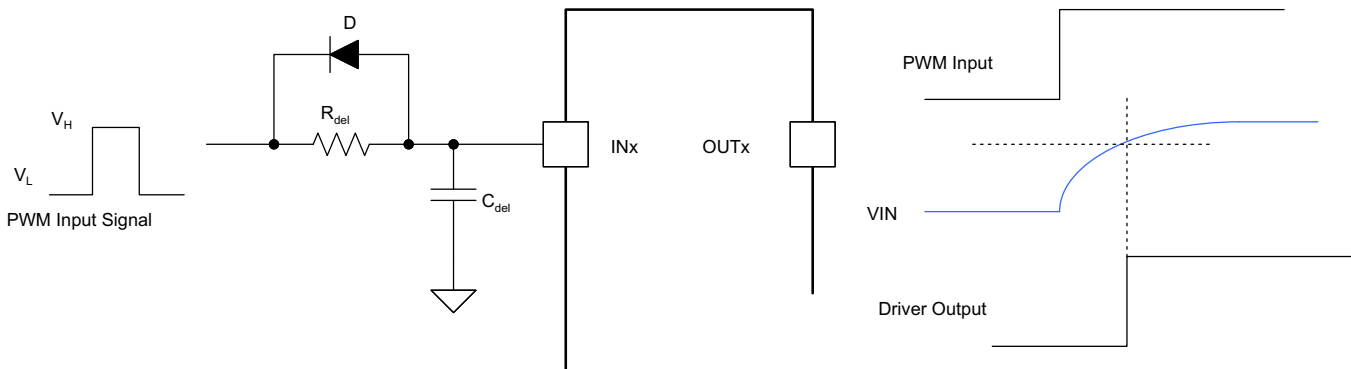 D
R_del
V_H
V_L
PWM Input Signal
C_del
INx
OUTx
PWM Input
VIN
Driver Output